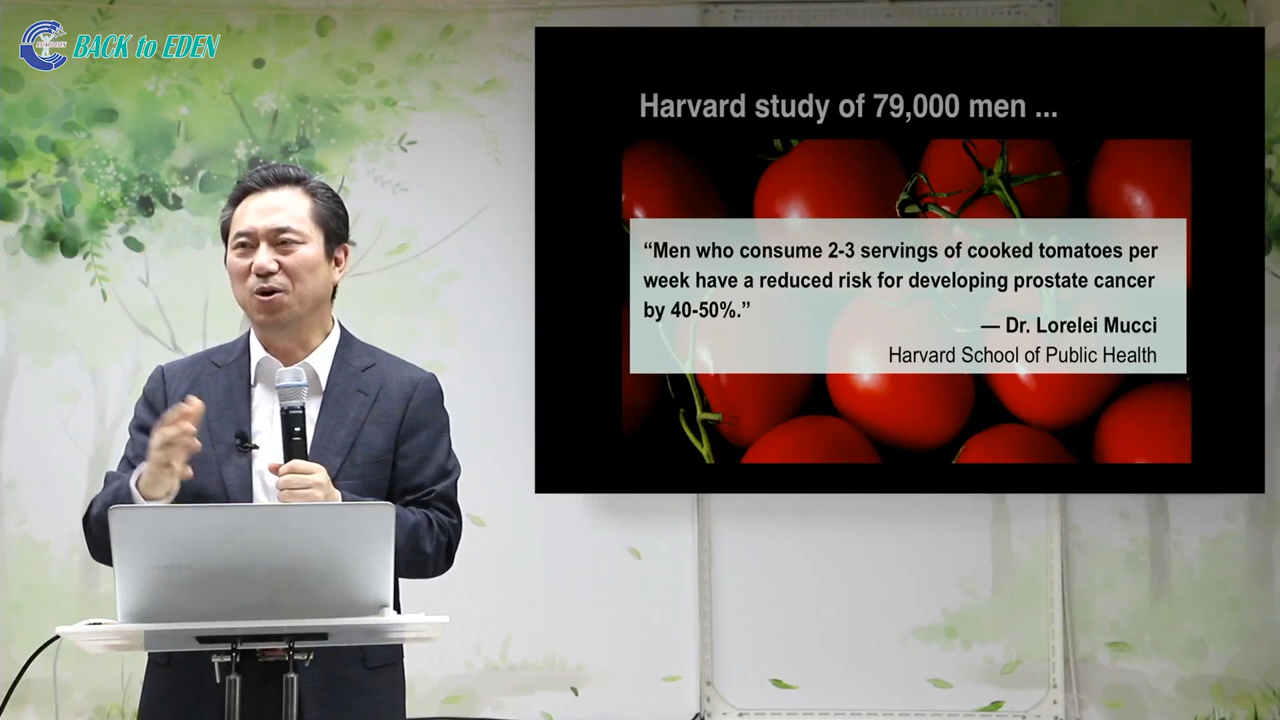 BACK to EDEN
Harvard study of 79,000 men ...
“Men who consume 2-3 servings of cooked tomatoes per
week have a reduced risk for developing prostate cancer
by 40-50%.”
— Dr. Lorelei Mucci
Harvard School of Public Health